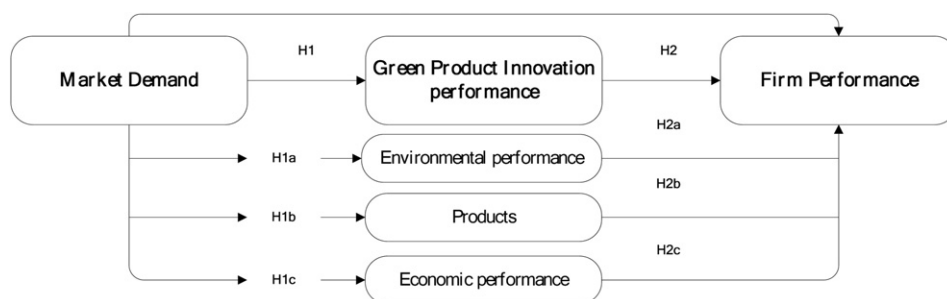 H1
H2
Market Demand
Green Product Innovation
performance
Firm Performance
H2a
H1a
Environmental performance
H2b
H1b
Products
H2c
H1c
Economic performance